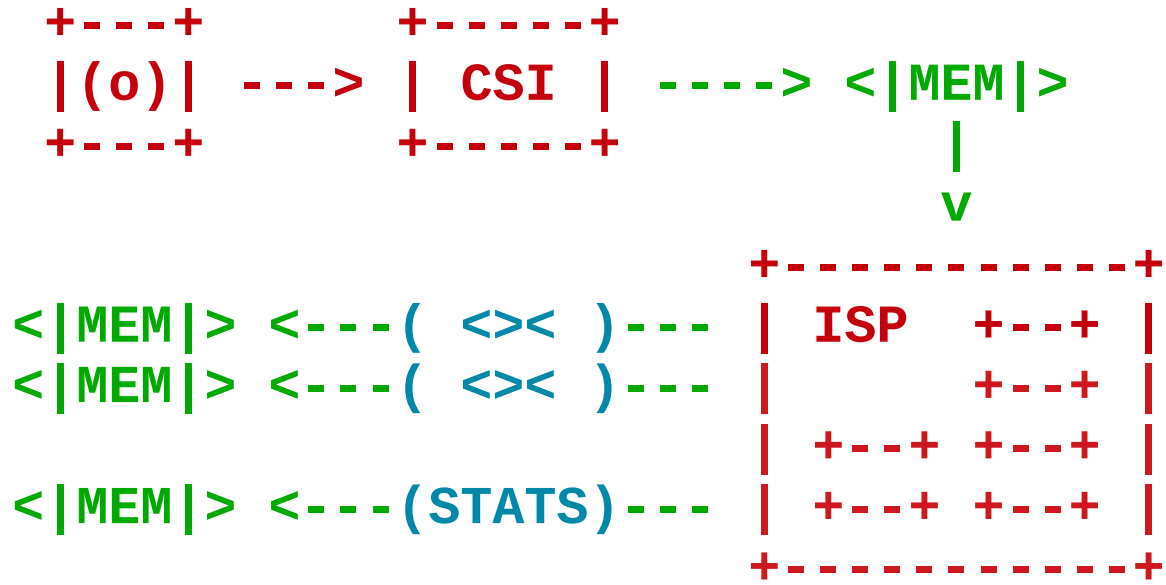 +---+      +-----+
|(o)| ---> | CSI | ----> <|MEM|>
+---+      +-----+          |
                            v
                      +-----------+
<|MEM|> <---( <>< )--- | ISP  +--+ |
<|MEM|> <---( <>< )--- |      +--+ |
                       | +--+ +--+ |
<|MEM|> <---(STATS)--- | +--+ +--+ |
                      +-----------+